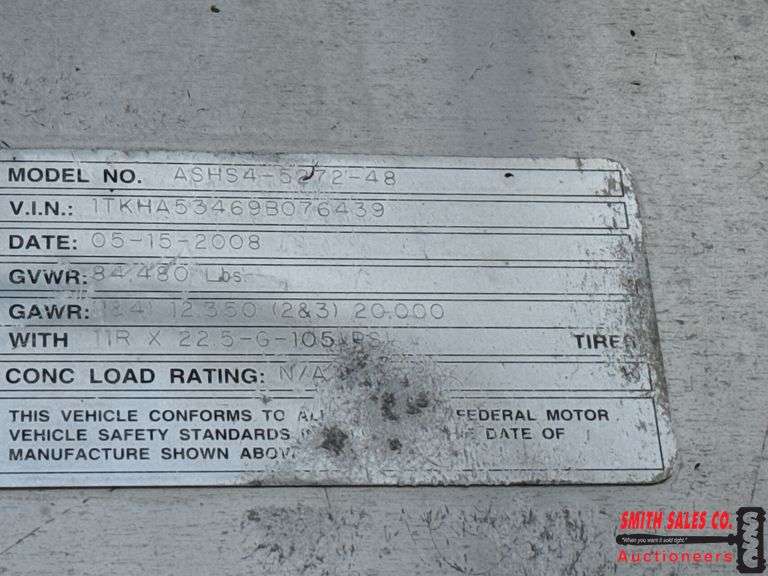 MODEL NO. ASHS4-5272-48
V.I.N.: 1TKHA53469B076439
DATE: 05-15-2008
GVWR: 84,480 Lbs
GAWR: (1&4) 12,350 (2&3) 20,000
WITH 11R X 22.5-G-105 PSI TIRES
CONC LOAD RATING: N/A
THIS VEHICLE CONFORMS TO ALL FEDERAL MOTOR
VEHICLE SAFETY STANDARDS DATE OF
MANUFACTURE SHOWN ABOVE
SMITH SALES CO.
"When you want it sold right."
Auctioneers
SSC